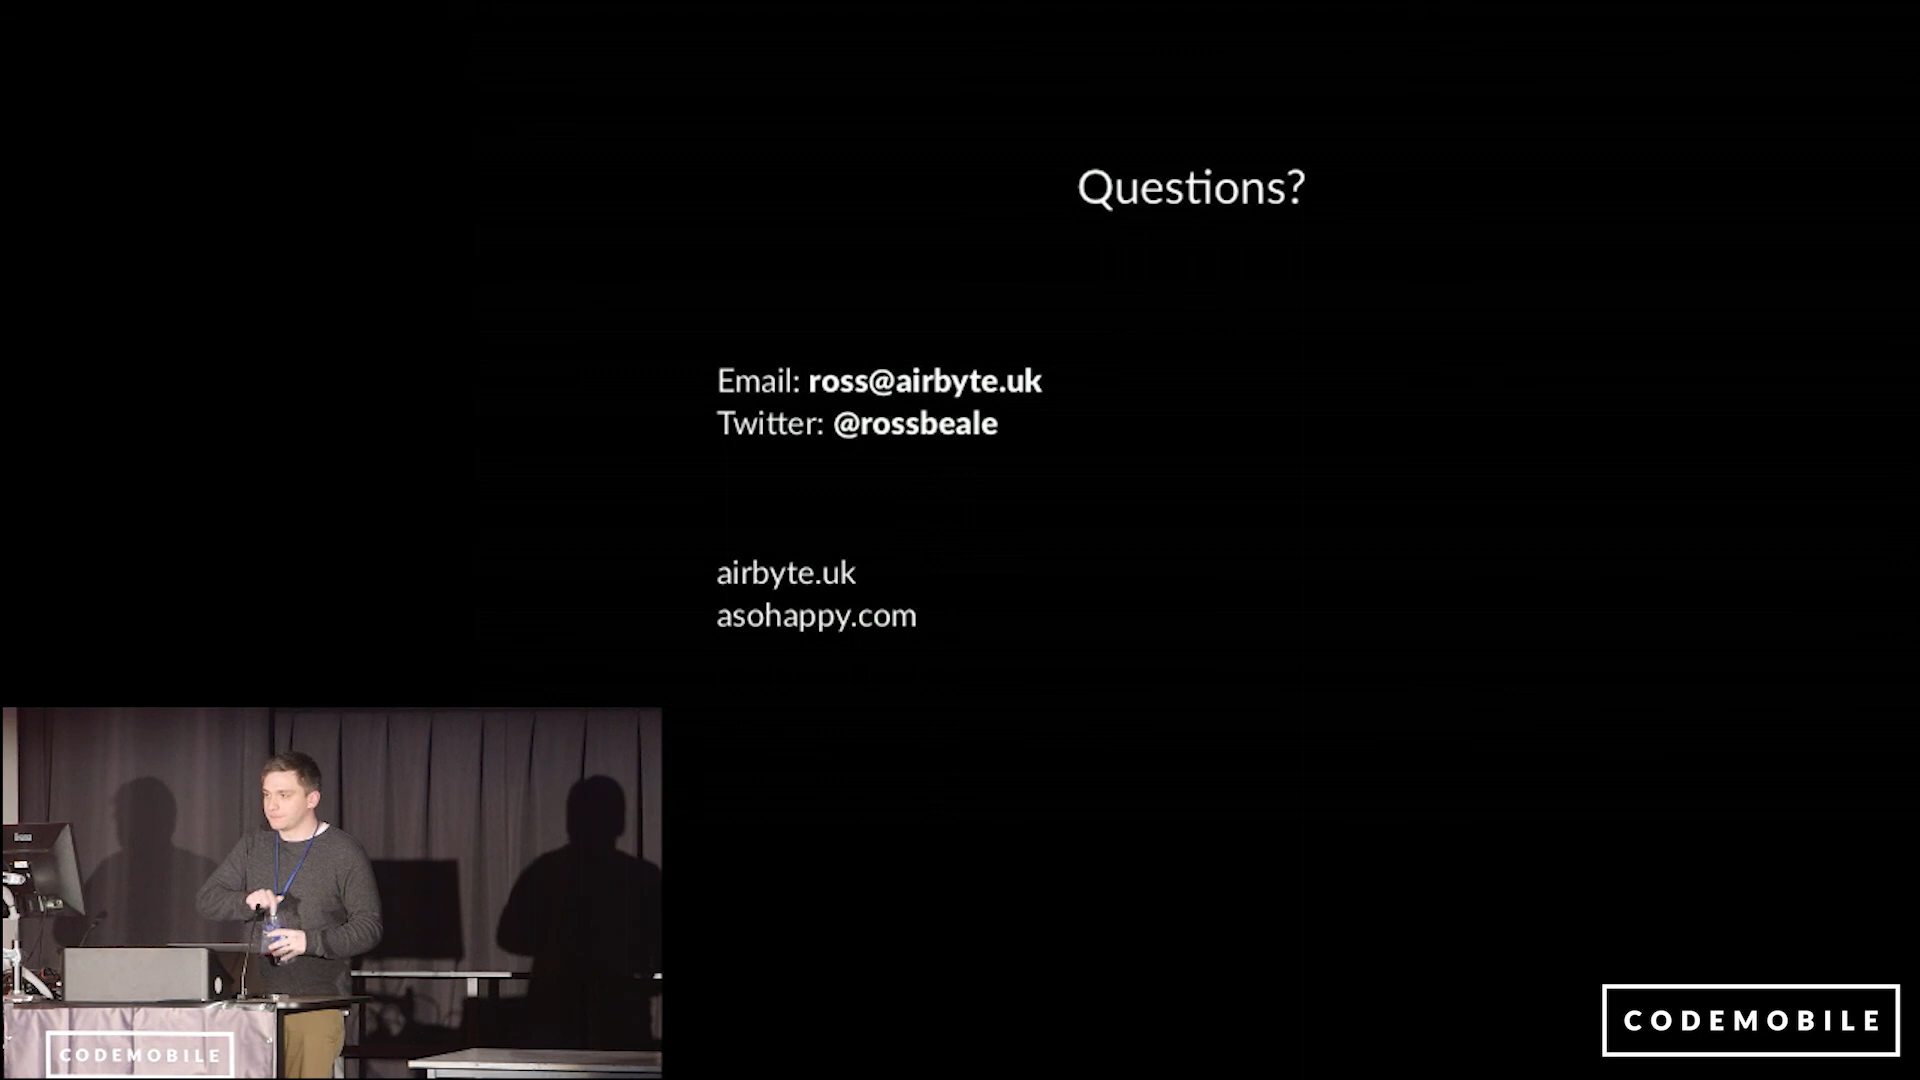 Questions?
Email: ross@airbyte.uk
Twitter: @rossbeale
airbyte.uk
asohappy.com
CODEMOBILE
CODEMOBILE